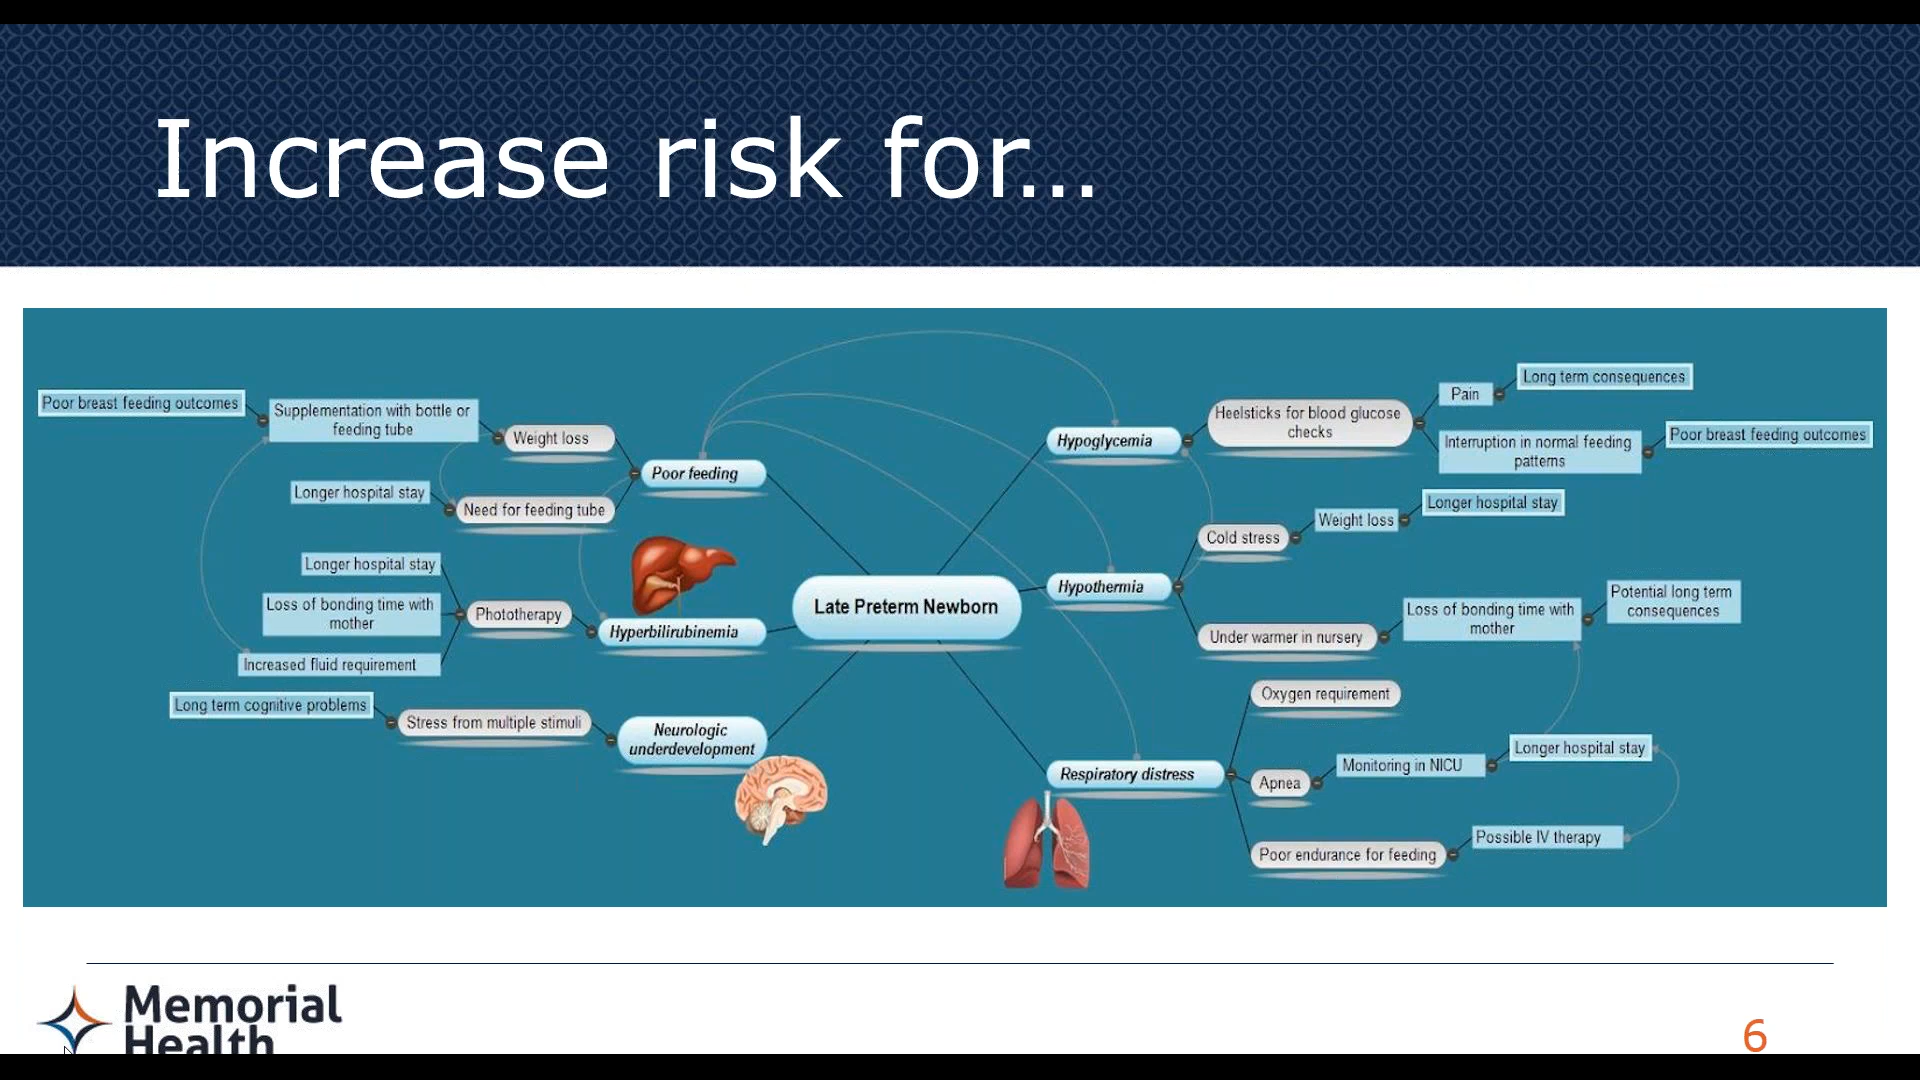 Increase risk for...
Poor breast feeding outcomes
Supplementation with bottle or
feeding tube
Weight loss
Poor feeding
Longer hospital stay
Need for feeding tube
Longer hospital stay
Loss of bonding time with
mother
Increased fluid requirement
Phototherapy
Hyperbilirubinemia
Long term cognitive problems
Stress from multiple stimuli
Neurologic
underdevelopment
Late Preterm Newborn
Hypoglycemia
Heelsticks for blood glucose
checks
Pain
Long term consequences
Interruption in normal feeding
patterns
Poor breast feeding outcomes
Hypothermia
Cold stress
Weight loss
Longer hospital stay
Under warmer in nursery
Loss of bonding time with
mother
Potential long term
consequences
Respiratory distress
Oxygen requirement
Apnea
Monitoring in NICU
Longer hospital stay
Poor endurance for feeding
Possible IV therapy
Memorial
Health
6